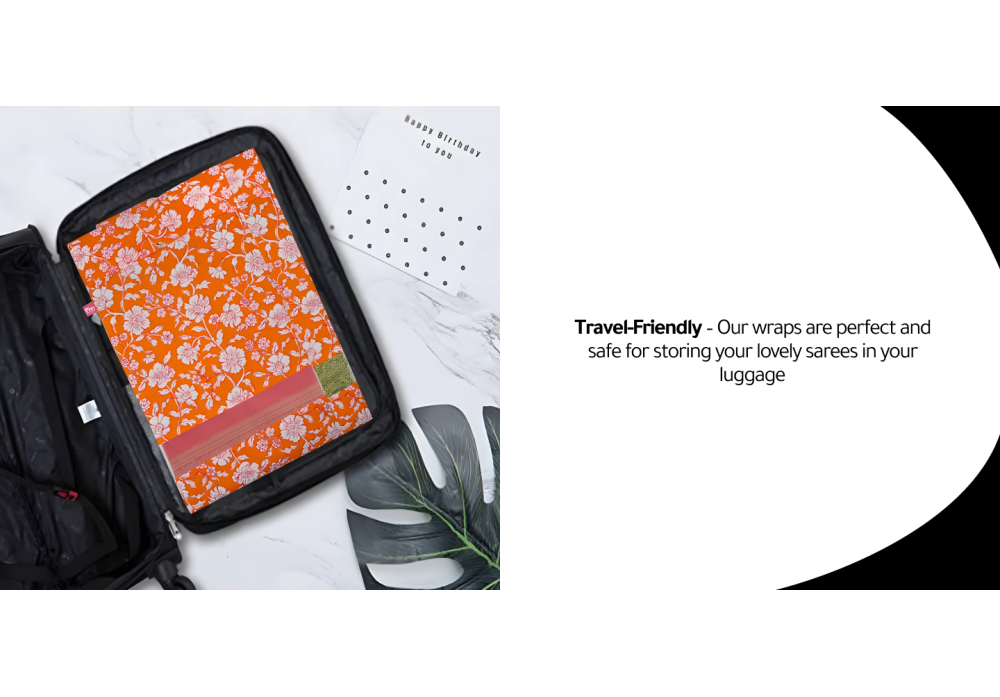 Happy Birthday
to you
Travel-Friendly - Our wraps are perfect and
safe for storing your lovely sarees in your
luggage